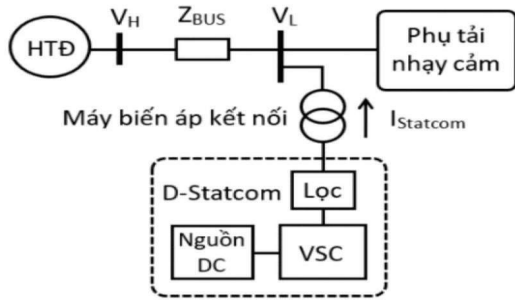 V_H
Z_BUS
V_L
HTĐ
Phụ tải
nhạy cảm
Máy biến áp kết nối
I_Statcom
D-Statcom
Lọc
Nguồn
DC
VSC